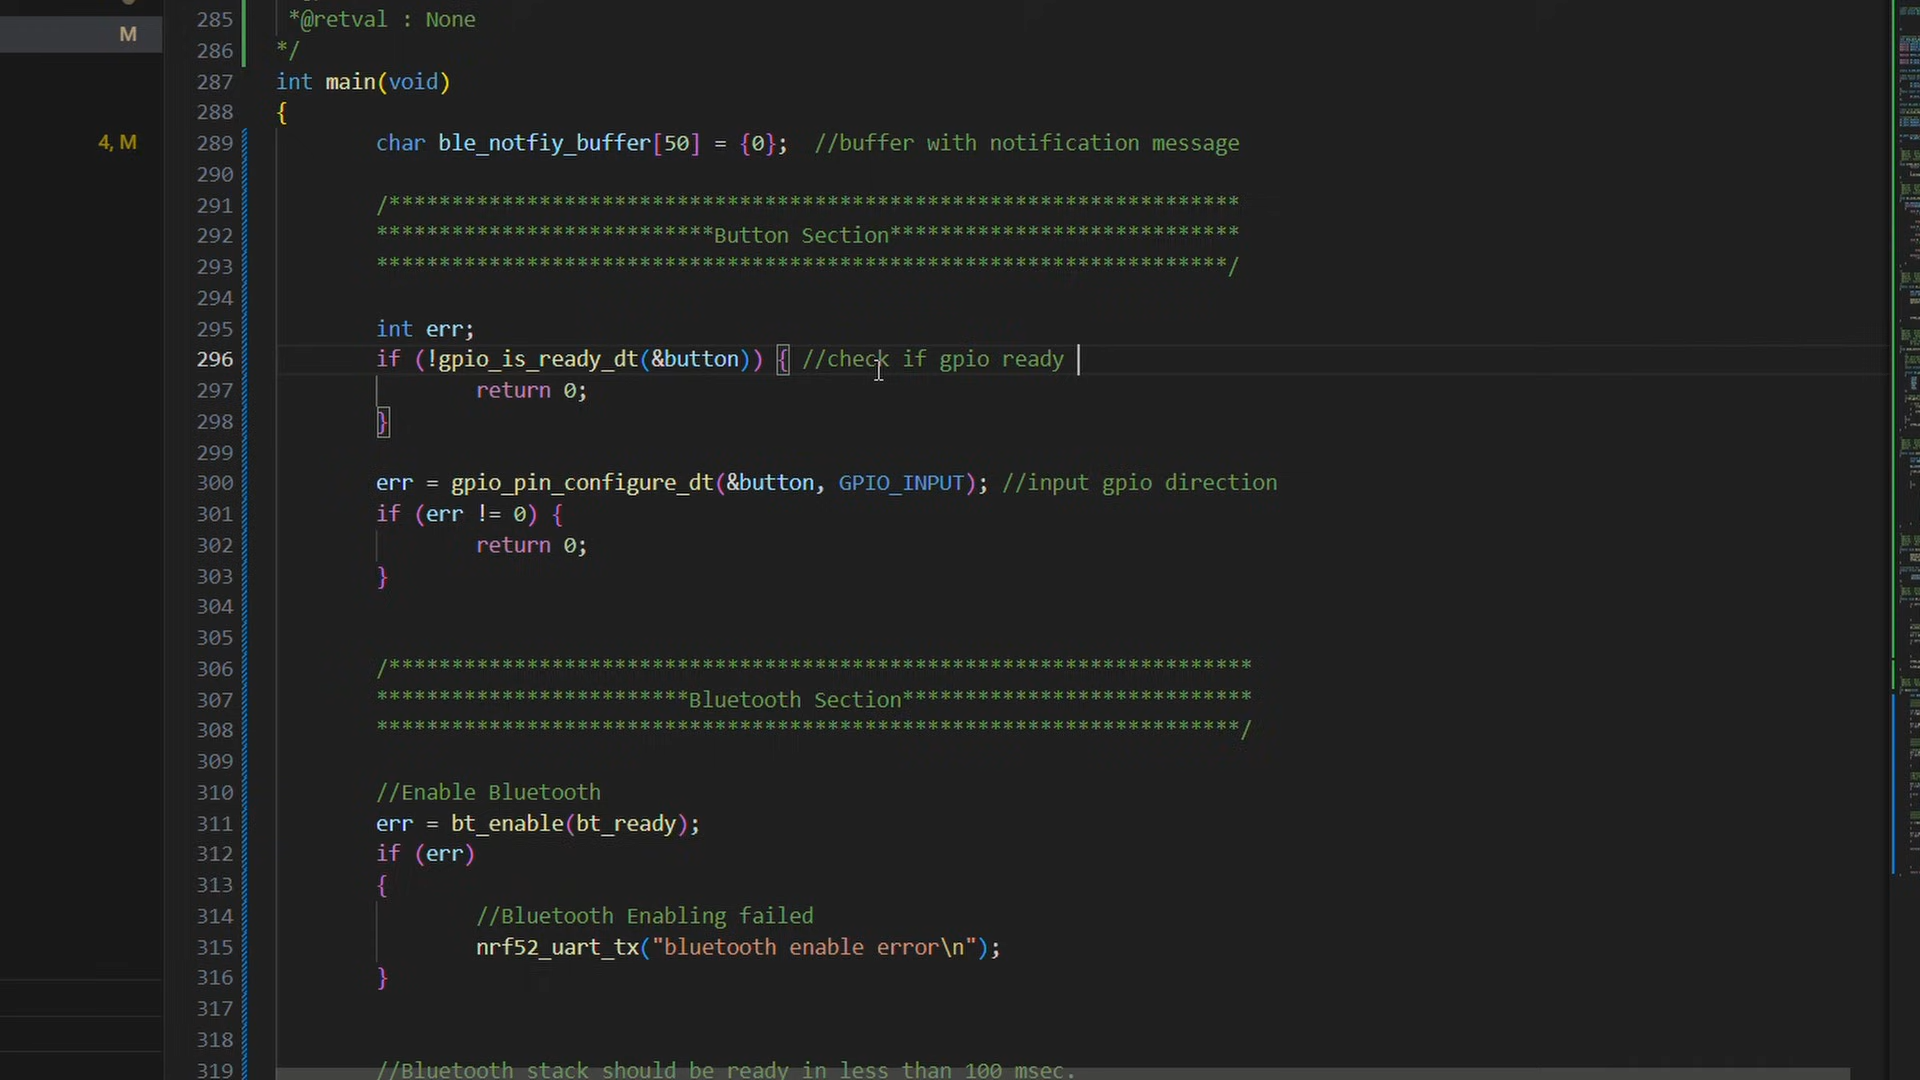 285 *@retval : None
M
286 */
287 int main(void)
288 {
4, M
289 char ble_notfiy_buffer[50] = {0}; //buffer with notification message
290
291 /********************************************************************
292 ***************************Button Section****************************
293 ********************************************************************/
294
295 int err;
296 if (!gpio_is_ready_dt(&button)) { //check if gpio ready
297 return 0;
298 }
299
300 err = gpio_pin_configure_dt(&button, GPIO_INPUT); //input gpio direction
301 if (err != 0) {
302 return 0;
303 }
304
305
306 /*********************************************************************
307 *************************Bluetooth Section****************************
308 *********************************************************************/
309
310 //Enable Bluetooth
311 err = bt_enable(bt_ready);
312 if (err)
313 {
314 //Bluetooth Enabling failed
315 nrf52_uart_tx("bluetooth enable error\n");
316 }
317
318
319 //Bluetooth stack should be ready in less than 100 msec.